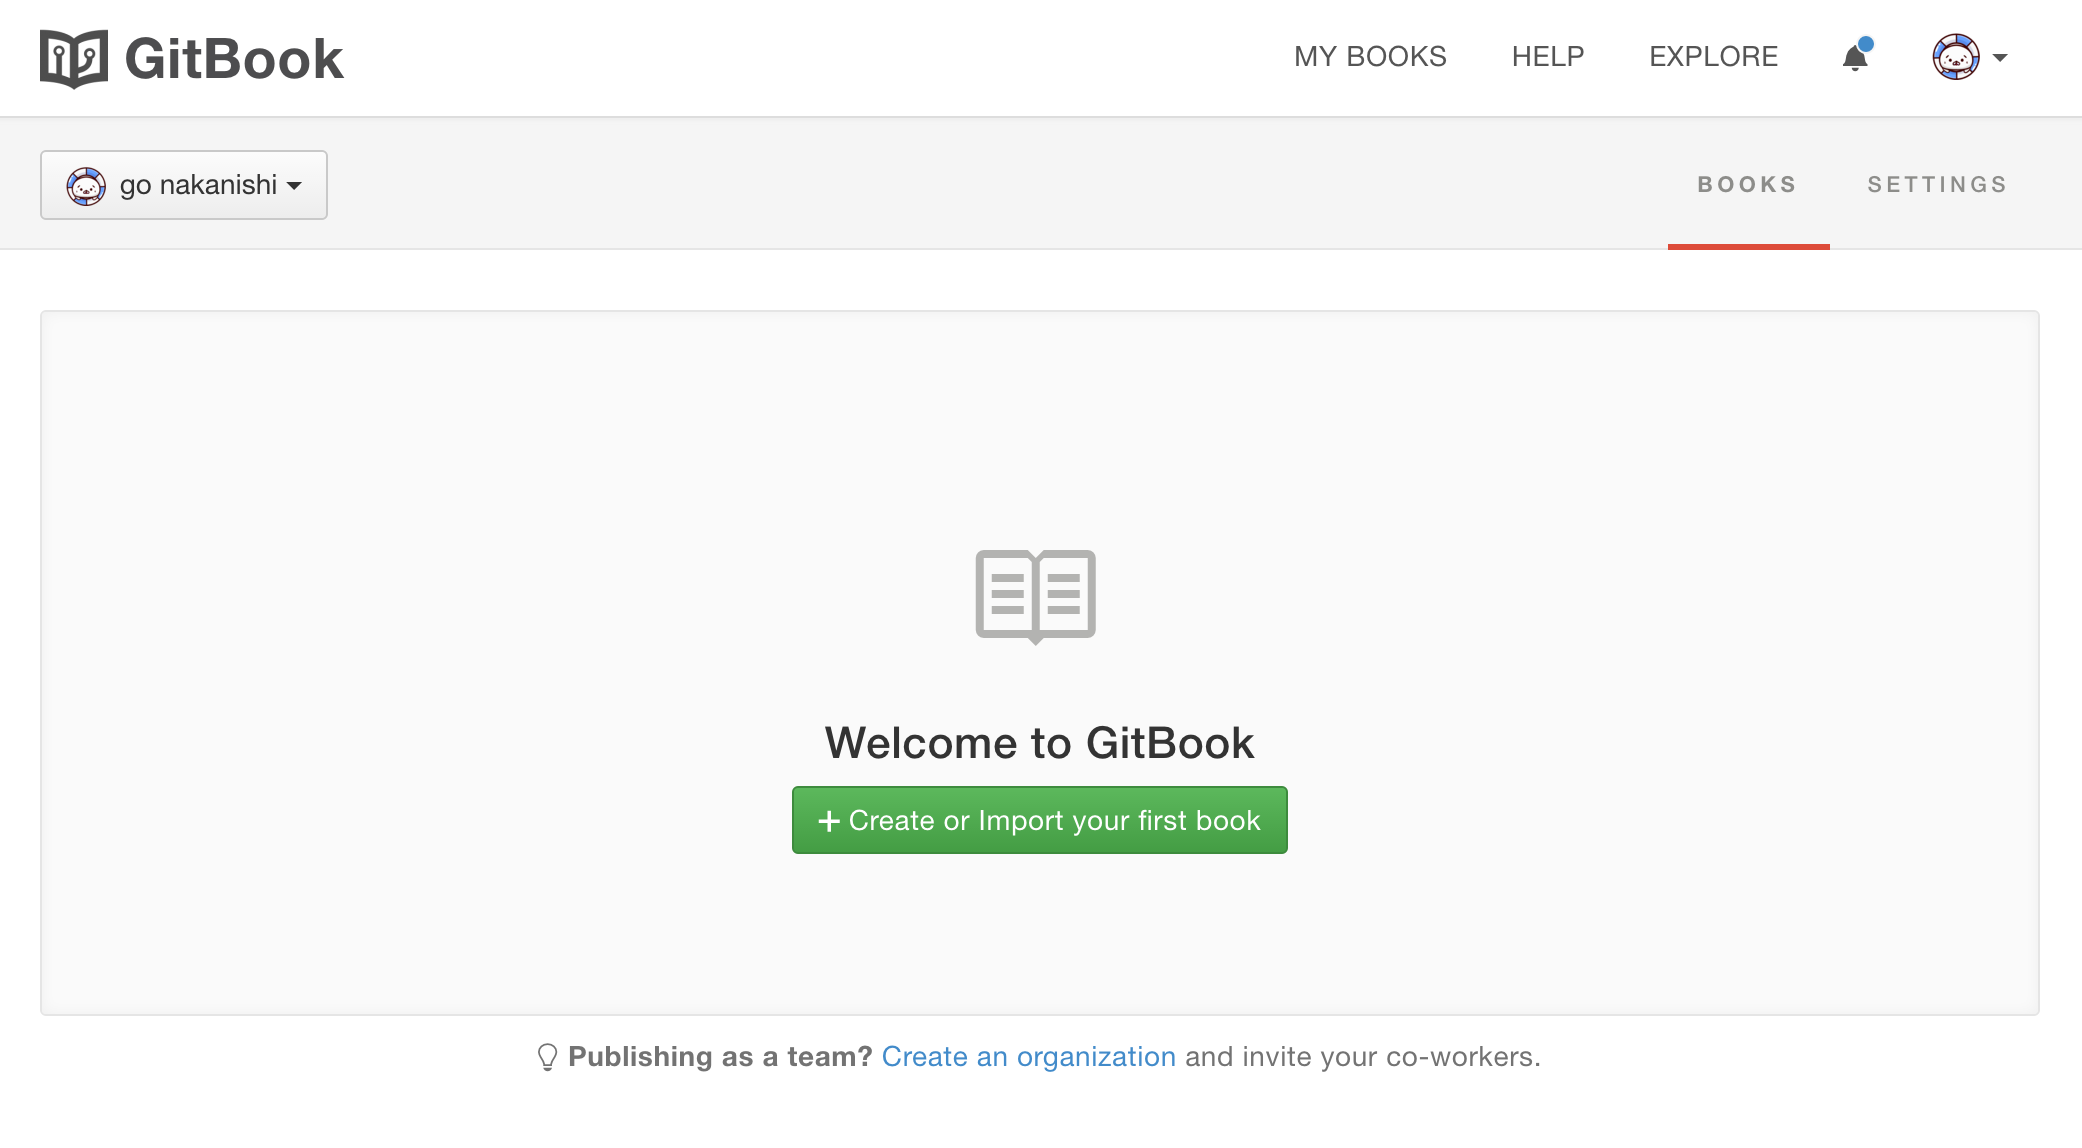 GitBook
MY BOOKS HELP EXPLORE
go nakanishi
BOOKS SETTINGS
Welcome to GitBook
+ Create or Import your first book
Publishing as a team? Create an organization and invite your co-workers.